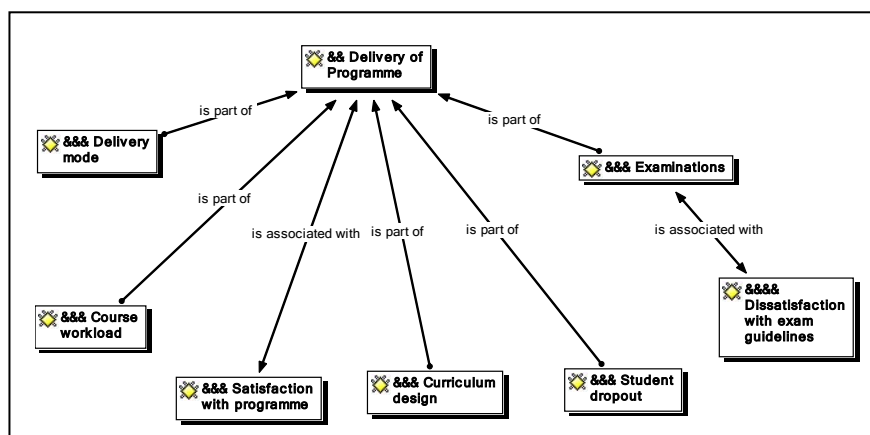 && Delivery of
Programme
is part of
is part of
&&& Delivery
mode
&&& Examinations
is part of
is associated with
is part of
is part of
is associated with
&&& Course
workload
&&&& 
Dissatisfaction
with exam
guidelines
&&& Satisfaction
with programme
&&& Curriculum
design
&&& Student
dropout